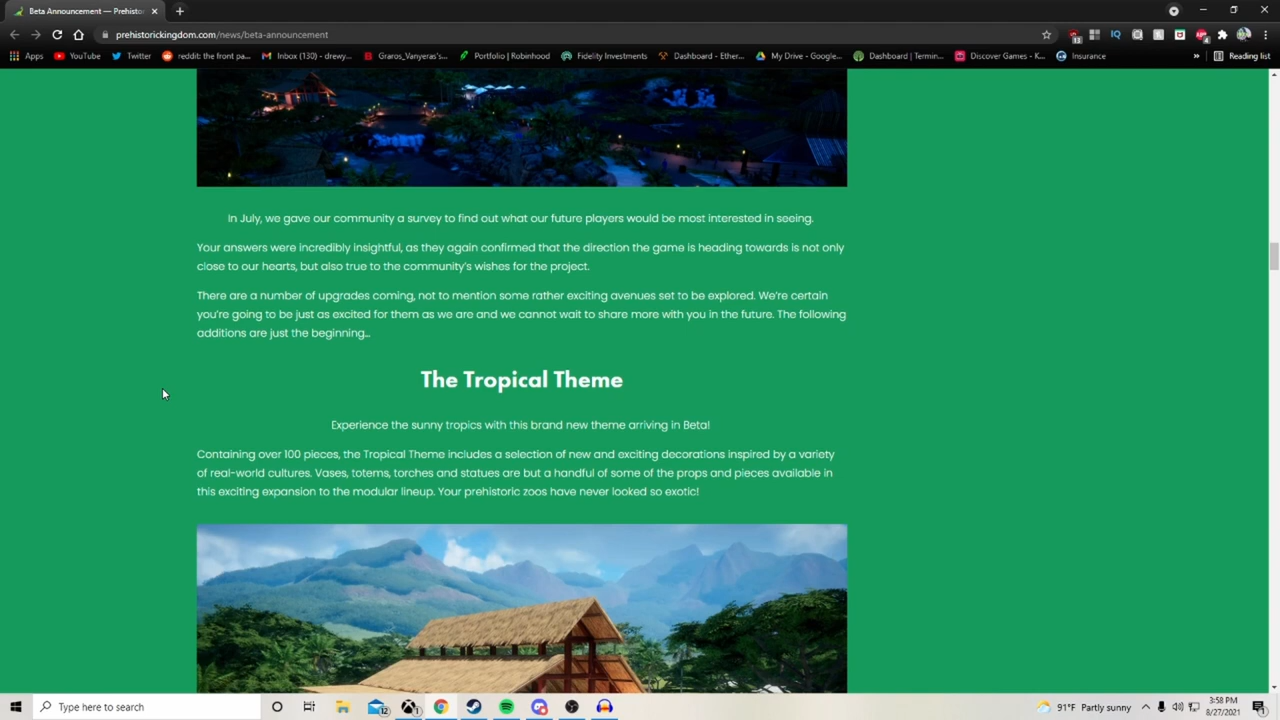 Beta Announcement — Prehistor
prehistorickingdom.com/news/beta-announcement
Apps
YouTube
Twitter
reddit: the front pa...
Inbox (130) - drewy...
Graros_Vanyeras's...
Portfolio | Robinhood
Fidelity Investments
Dashboard - Ether...
My Drive - Google...
Dashboard | Termin...
Discover Games - K...
Insurance
»
Reading list
In July, we gave our community a survey to find out what our future players would be most interested in seeing.
Your answers were incredibly insightful, as they again confirmed that the direction the game is heading towards is not only
close to our hearts, but also true to the community's wishes for the project.
There are a number of upgrades coming, not to mention some rather exciting avenues set to be explored. We're certain
you're going to be just as excited for them as we are and we cannot wait to share more with you in the future. The following
additions are just the beginning...
The Tropical Theme
Experience the sunny tropics with this brand new theme arriving in Beta!
Containing over 100 pieces, the Tropical Theme includes a selection of new and exciting decorations inspired by a variety
of real-world cultures. Vases, totems, torches and statues are but a handful of some of the props and pieces available in
this exciting expansion to the modular lineup. Your prehistoric zoos have never looked so exotic!
Type here to search
12
1
91°F Partly sunny
3:58 PM
8/27/2021